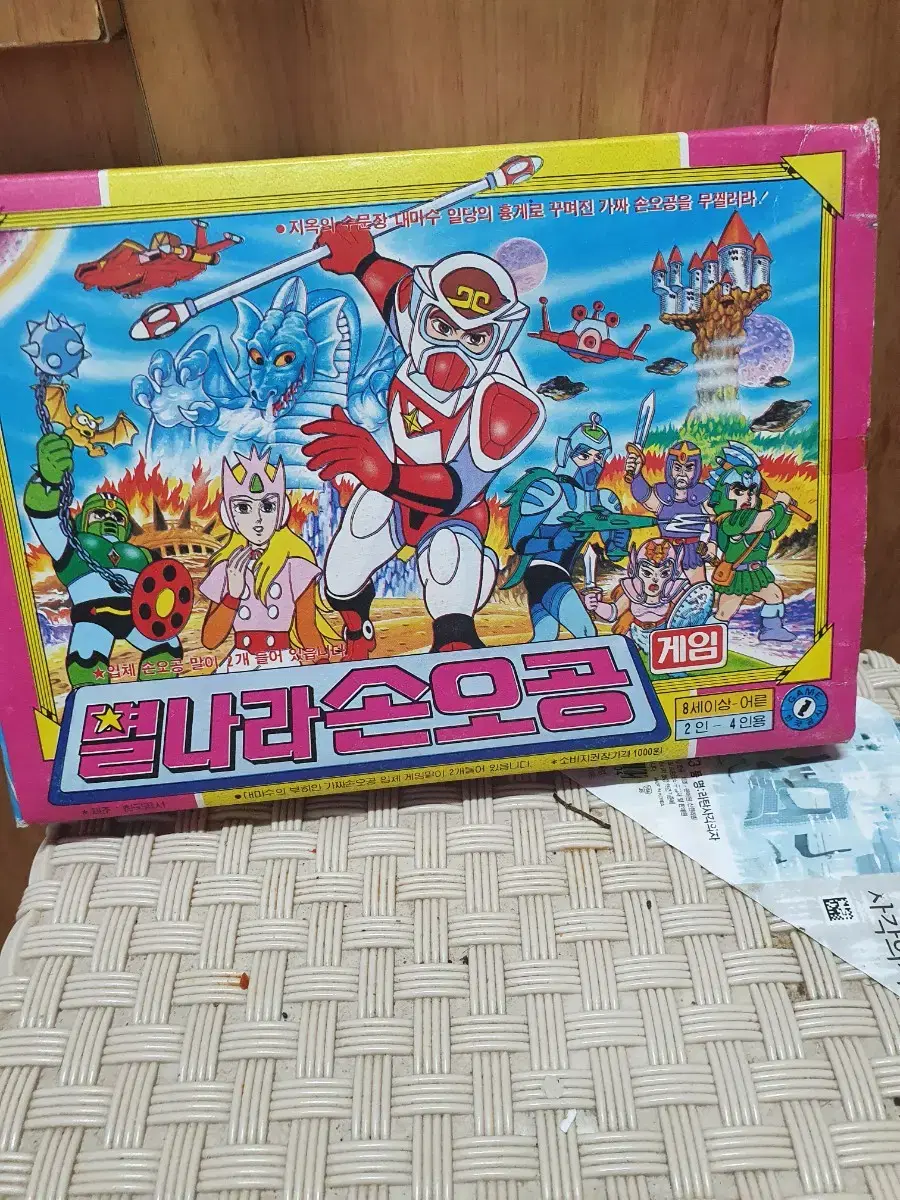 ● 지옥의 수문장 대마수 일당의 흉계로 꾸며진 가짜 손오공을 무찔러라!
★입체 손오공 말이 2개 들어 있읍니다.
별나라손오공
게임
8세이상-어른
2인 - 4인용
GAME
● 대마수의 부하인 가짜손오공 입체 게임말이 2개들어 있읍니다.
* 소비자권장가격 1000원
사각의